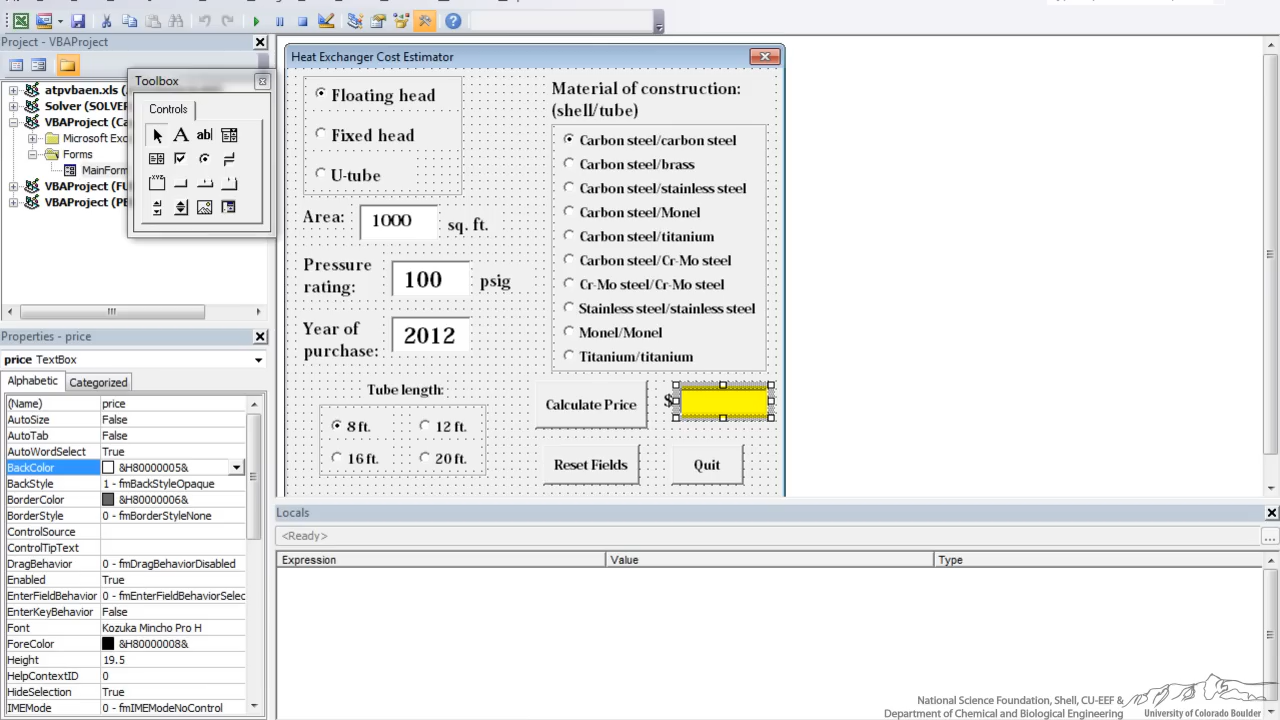 Project - VBAProject
atpvbaen.xls (
Solver (SOLVER
VBAProject (Ca
Microsoft Exc
Forms
MainForm
VBAProject (FU
VBAProject (PE
Toolbox
Controls
A
abl
Properties - price
price TextBox
Alphabetic
Categorized
(Name) price
AutoSize False
AutoTab False
AutoWordSelect True
BackColor &H80000005&
BackStyle 1 - fmBackStyleOpaque
BorderColor &H80000006&
BorderStyle 0 - fmBorderStyleNone
ControlSource
ControlTipText
DragBehavior 0 - fmDragBehaviorDisabled
Enabled True
EnterFieldBehavior 0 - fmEnterFieldBehaviorSelec
EnterKeyBehavior False
Font Kozuka Mincho Pro H
ForeColor &H80000008&
Height 19.5
HelpContextID 0
HideSelection True
IMEMode 0 - fmIMEModeNoControl
Heat Exchanger Cost Estimator
Floating head
Fixed head
U-tube
Area: 1000 sq. ft.
Pressure
rating: 100 psig
Year of
purchase: 2012
Tube length:
8 ft. 12 ft.
16 ft. 20 ft.
Material of construction:
(shell/tube)
Carbon steel/carbon steel
Carbon steel/brass
Carbon steel/stainless steel
Carbon steel/Monel
Carbon steel/titanium
Carbon steel/Cr-Mo steel
Cr-Mo steel/Cr-Mo steel
Stainless steel/stainless steel
Monel/Monel
Titanium/titanium
Calculate Price $
Reset Fields Quit
Locals
<Ready>
Expression Value Type
National Science Foundation, Shell, CU-EEF &
Department of Chemical and Biological Engineering
University of Colorado Boulder